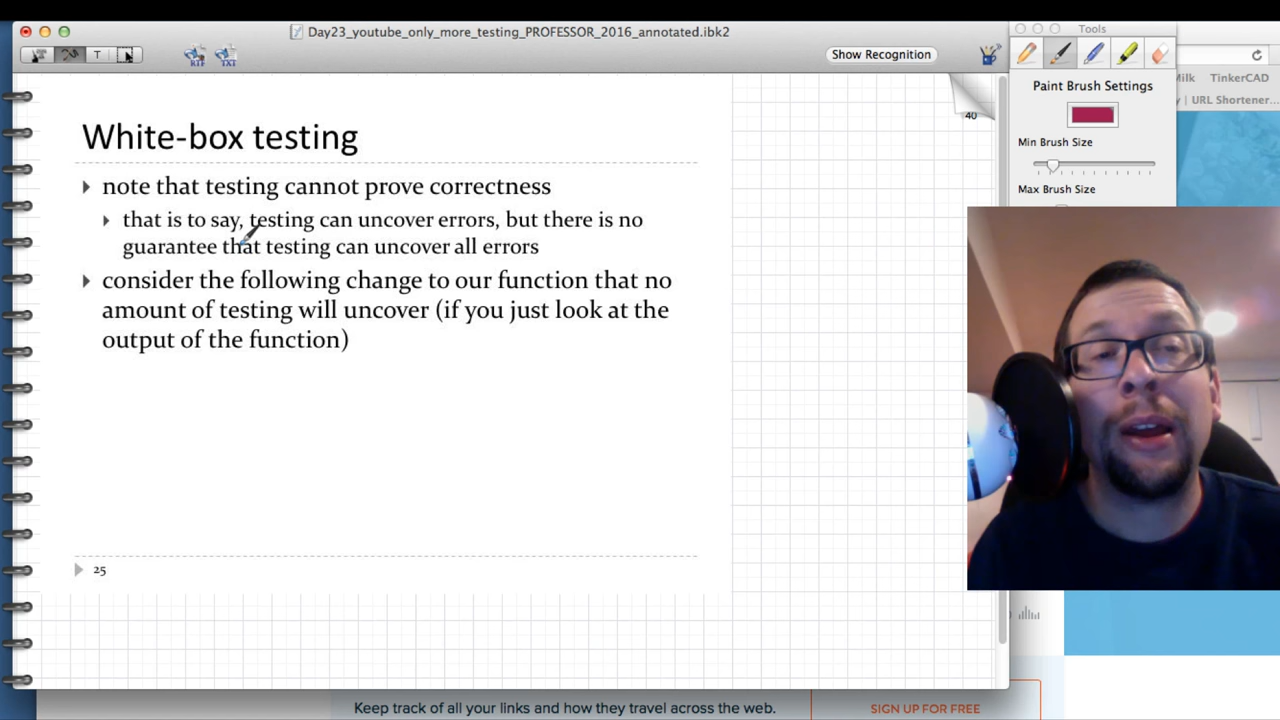 Day23_youtube_only_more_testing_PROFESSOR_2016_annotated.ibk2
T
RTF
TXT
Show Recognition
Tools
Milk
TinkerCAD
Paint Brush Settings
| URL Shortener...
40
Min Brush Size
Max Brush Size
White-box testing
note that testing cannot prove correctness
that is to say, testing can uncover errors, but there is no
guarantee that testing can uncover all errors
consider the following change to our function that no
amount of testing will uncover (if you just look at the
output of the function)
25
Keep track of all your links and how they travel across the web.
SIGN UP FOR FREE